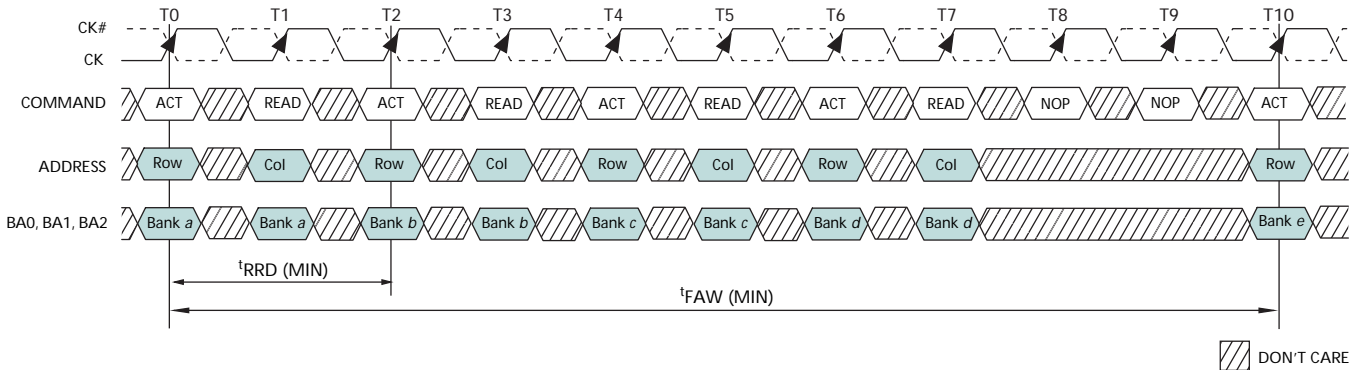 T0 T1 T2 T3 T4 T5 T6 T7 T8 T9 T10
CK#
CK
COMMAND ACT READ ACT READ ACT READ ACT READ NOP NOP ACT
ADDRESS Row Col Row Col Row Col Row Col Row
BA0, BA1, BA2 Bank a Bank a Bank b Bank b Bank c Bank c Bank d Bank d Bank e
tRRD (MIN)
tFAW (MIN)
DON'T CARE